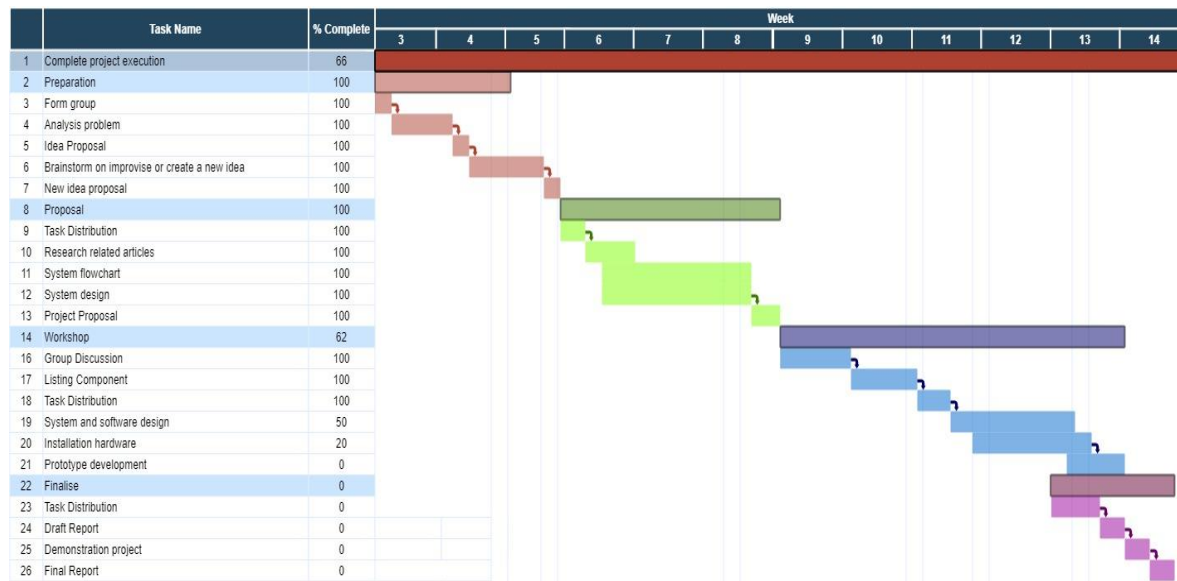 Task Name % Complete Week
3 4 5 6 7 8 9 10 11 12 13 14
1 Complete project execution 66
2 Preparation 100
3 Form group 100
4 Analysis problem 100
5 Idea Proposal 100
6 Brainstorm on improvise or create a new idea 100
7 New idea proposal 100
8 Proposal 100
9 Task Distribution 100
10 Research related articles 100
11 System flowchart 100
12 System design 100
13 Project Proposal 100
14 Workshop 62
16 Group Discussion 100
17 Listing Component 100
18 Task Distribution 100
19 System and software design 50
20 Installation hardware 20
21 Prototype development 0
22 Finalise 0
23 Task Distribution 0
24 Draft Report 0
25 Demonstration project 0
26 Final Report 0